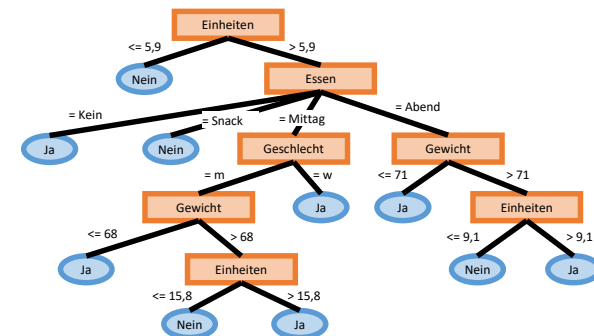 Einheiten
<= 5,9
> 5,9
Nein
Essen
= Kein
= Snack
= Mittag
= Abend
Ja
Nein
Geschlecht
Gewicht
= m
= w
<= 71
> 71
Gewicht
Ja
Ja
Einheiten
<= 68
> 68
<= 9,1
> 9,1
Ja
Einheiten
Nein
Ja
<= 15,8
> 15,8
Nein
Ja